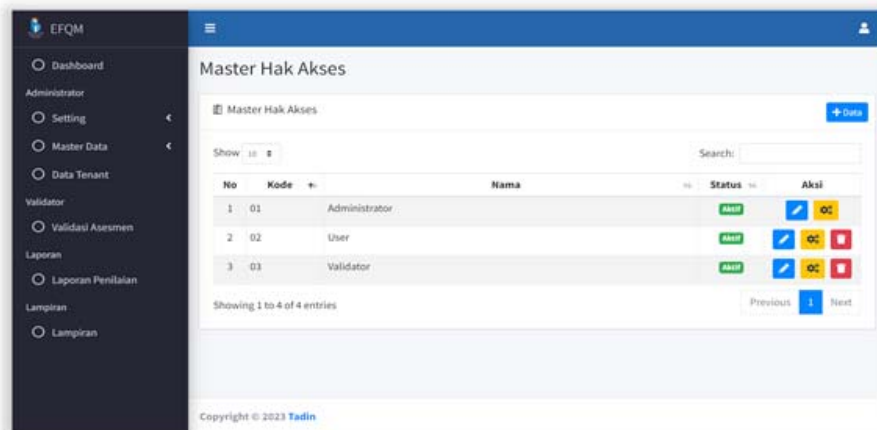 EFQM
Dashboard
Administrator
Setting
Master Data
Data Tenant
Validator
Validasi Asesmen
Laporan
Laporan Penilaian
Lampiran
Lampiran
Master Hak Akses
Master Hak Akses
+ Data
Show 10
Search:
No Kode Nama Status Aksi
1 01 Administrator Aktif
2 02 User Aktif
3 03 Validator Aktif
Showing 1 to 4 of 4 entries
Previous 1 Next
Copyright © 2023 Tadin